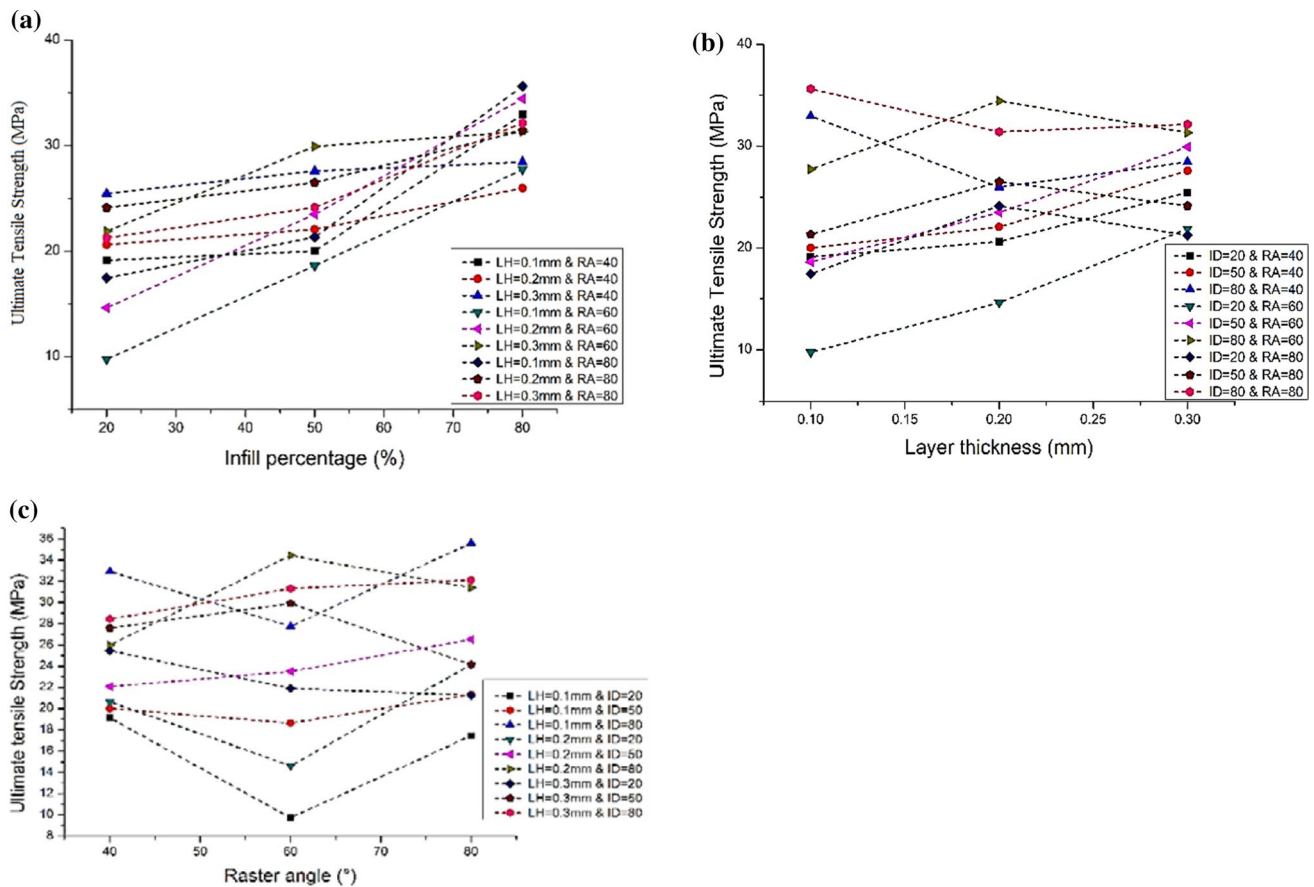 (a)
40
30
20
10
Ultimate Tensile Strength (MPa)
20 30 40 50 60 70 80
Infill percentage (%)
LH=0.1mm & RA=40
LH=0.2mm & RA=40
LH=0.3mm & RA=40
LH=0.1mm & RA=60
LH=0.2mm & RA=60
LH=0.3mm & RA=60
LH=0.1mm & RA=80
LH=0.2mm & RA=80
LH=0.3mm & RA=80
(b)
40
30
20
10
Ultimate Tensile Strength (MPa)
0.10 0.15 0.20 0.25 0.30
Layer thickness (mm)
ID=20 & RA=40
ID=50 & RA=40
ID=80 & RA=40
ID=20 & RA=60
ID=50 & RA=60
ID=80 & RA=60
ID=20 & RA=80
ID=50 & RA=80
ID=80 & RA=80
(c)
36
34
32
30
28
26
24
22
20
18
16
14
12
10
8
Ultimate tensile Strength (MPa)
40 50 60 70 80
Raster angle (°)
LH=0.1mm & ID=20
LH=0.1mm & ID=50
LH=0.1mm & ID=80
LH=0.2mm & ID=20
LH=0.2mm & ID=50
LH=0.2mm & ID=80
LH=0.3mm & ID=20
LH=0.3mm & ID=50
LH=0.3mm & ID=80